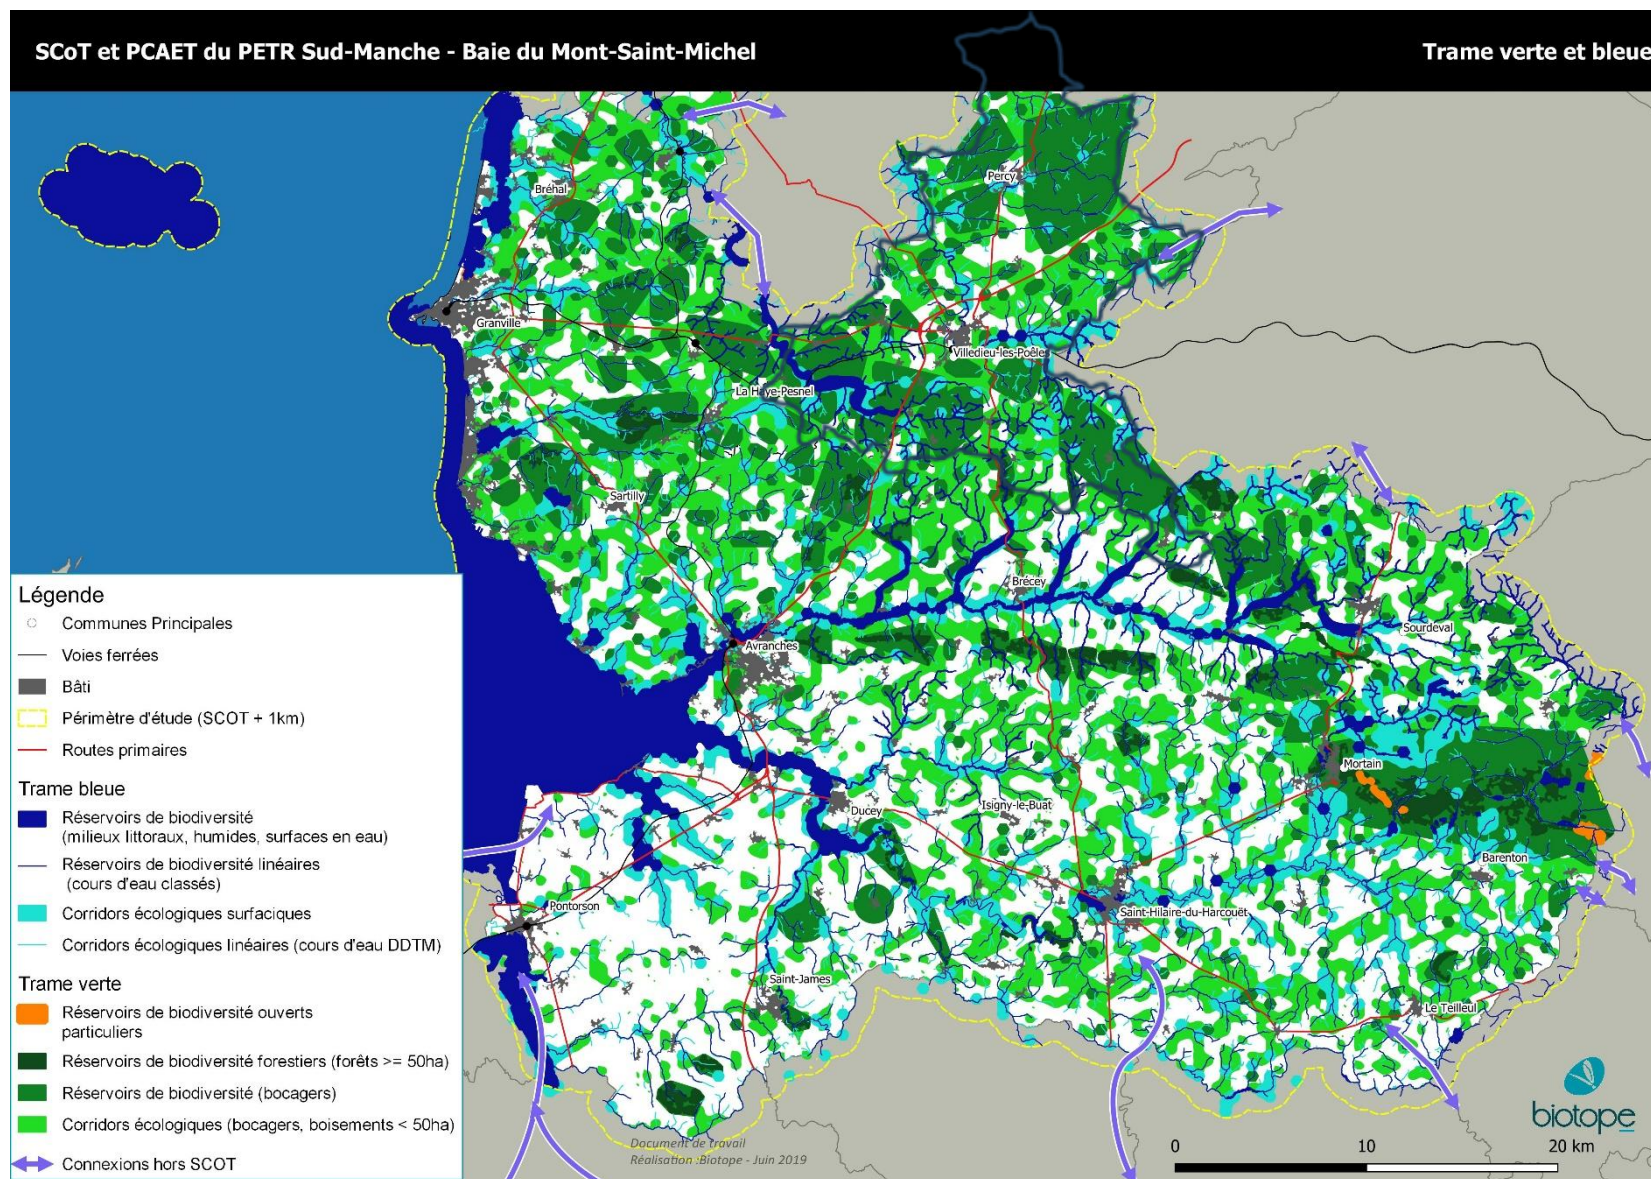 SCoT et PCAET du PETR Sud-Manche - Baie du Mont-Saint-Michel
Trame verte et bleue
Percy
Bréhal
Granville
Villedieu-les-Poêles
La Haye-Pesnel
Sartilly
Brécey
Sourdeval
Avranches
Mortain
Ducey
Isigny-le-Buat
Barenton
Pontorson
Saint-Hilaire-du-Harcouët
Saint-James
Le Teilleul
Légende
Communes Principales
Voies ferrées
Bâti
Périmètre d'étude (SCOT + 1km)
Routes primaires
Trame bleue
Réservoirs de biodiversité
(milieux littoraux, humides, surfaces en eau)
Réservoirs de biodiversité linéaires
(cours d'eau classés)
Corridors écologiques surfaciques
Corridors écologiques linéaires (cours d'eau DDTM)
Trame verte
Réservoirs de biodiversité ouverts
particuliers
Réservoirs de biodiversité forestiers (forêts >= 50ha)
Réservoirs de biodiversité (bocagers)
Corridors écologiques (bocagers, boisements < 50ha)
Connexions hors SCOT
Document de travail
Réalisation :Biotope - Juin 2019
biotope
0 10 20 km